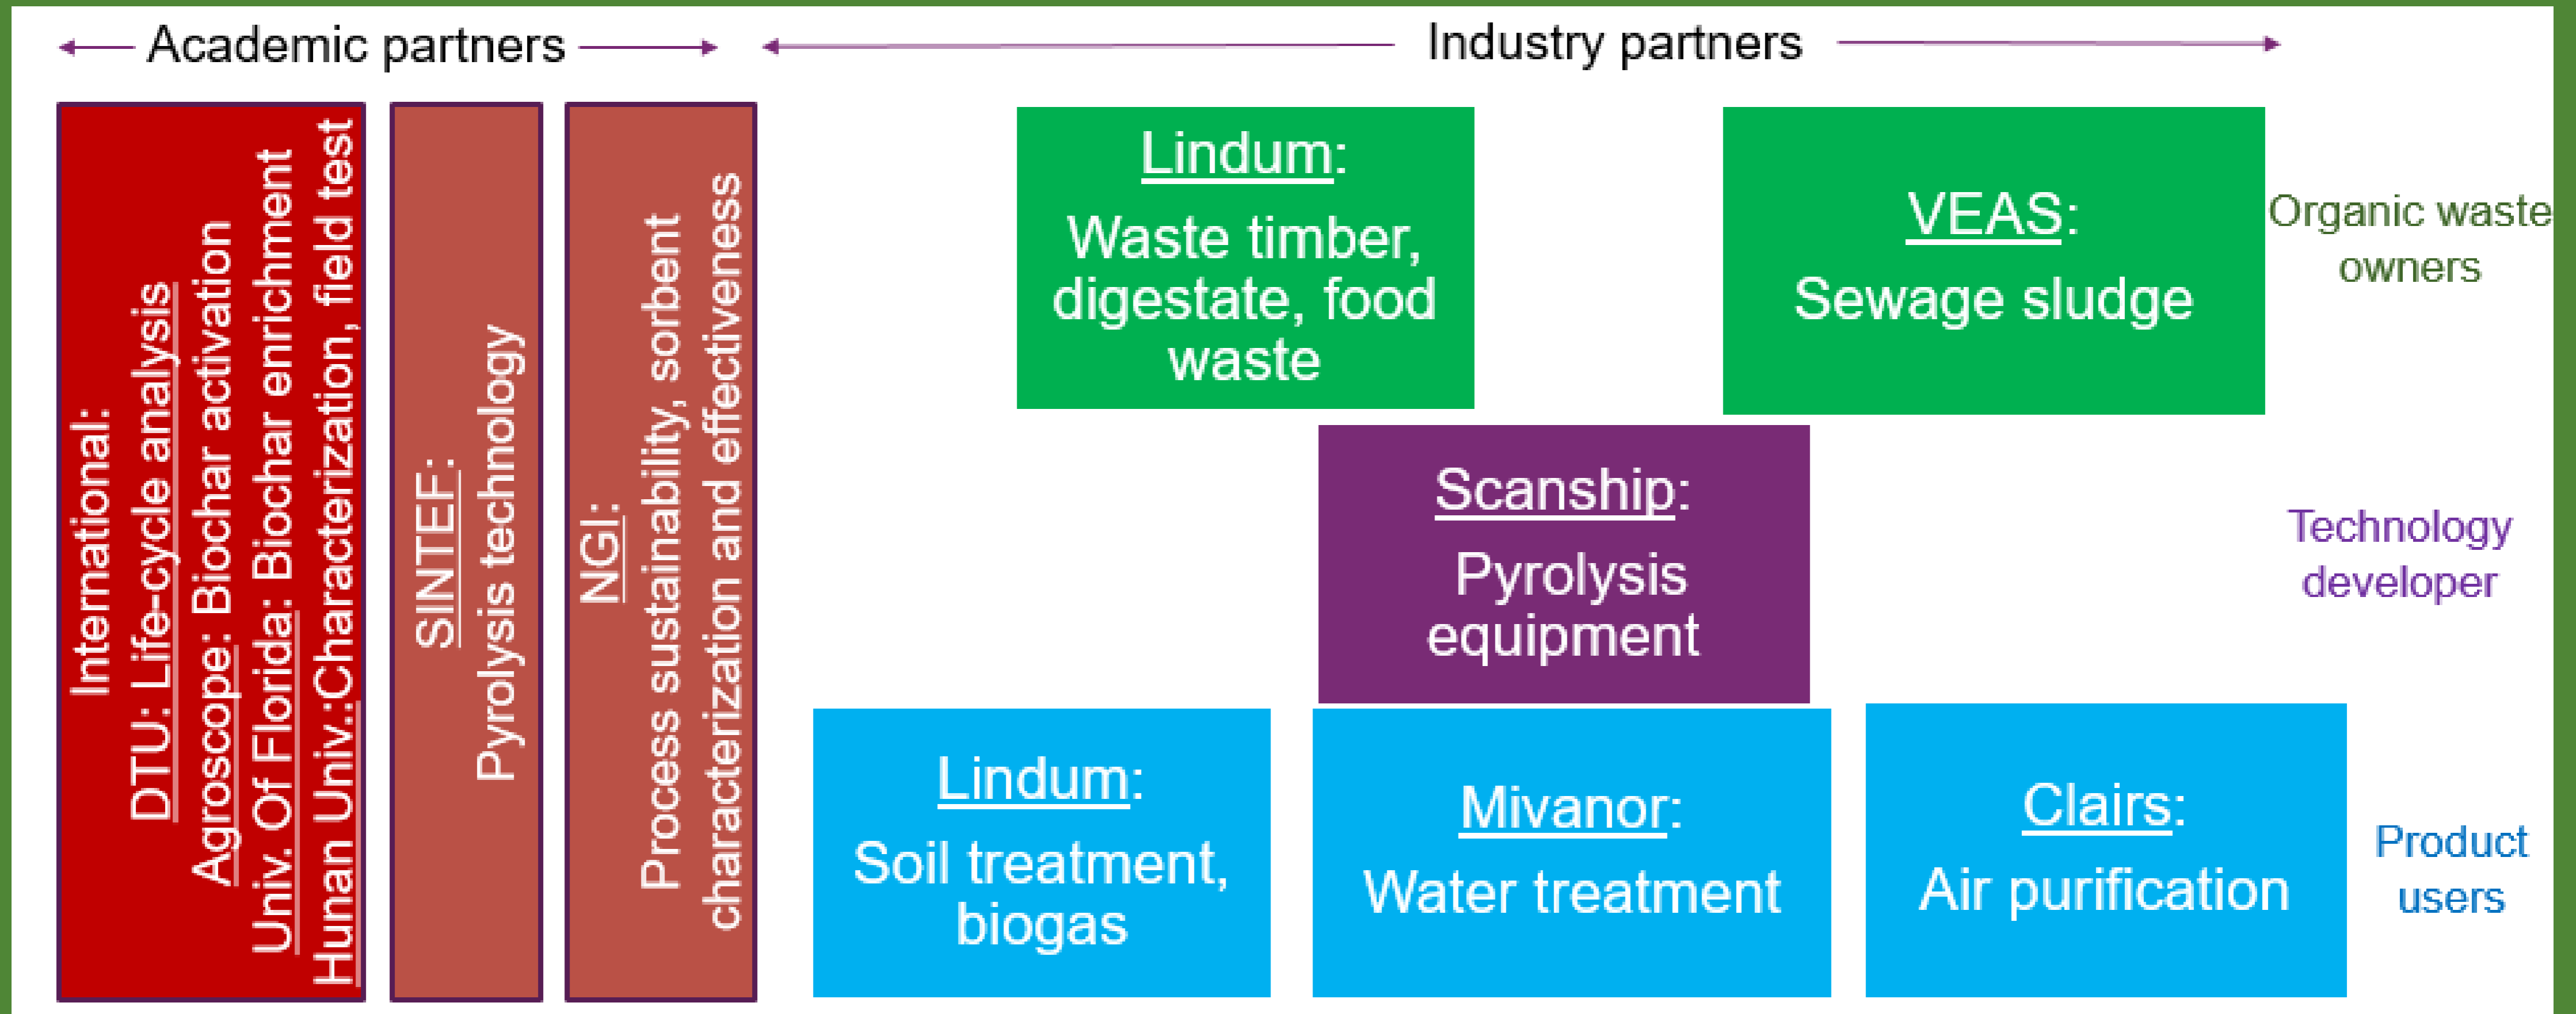 Academic partners
Industry partners
International:
DTU: Life-cycle analysis
Agroscope: Biochar activation
Univ. Of Florida: Biochar enrichment
Hunan Univ.:Characterization, field test
SINTEF:
Pyrolysis technology
NGI:
Process sustainability, sorbent
characterization and effectiveness
Lindum:
Waste timber,
digestate, food
waste
VEAS:
Sewage sludge
Organic waste
owners
Scanship:
Pyrolysis
equipment
Technology
developer
Lindum:
Soil treatment,
biogas
Mivanor:
Water treatment
Clairs:
Air purification
Product
users